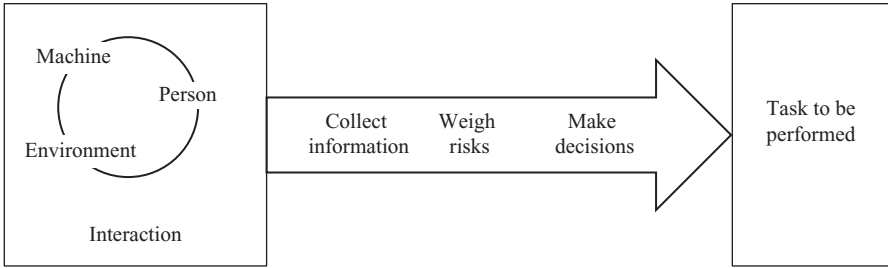 Machine
Person
Environment
Interaction
Collect
information
Weigh
risks
Make
decisions
Task to be
performed